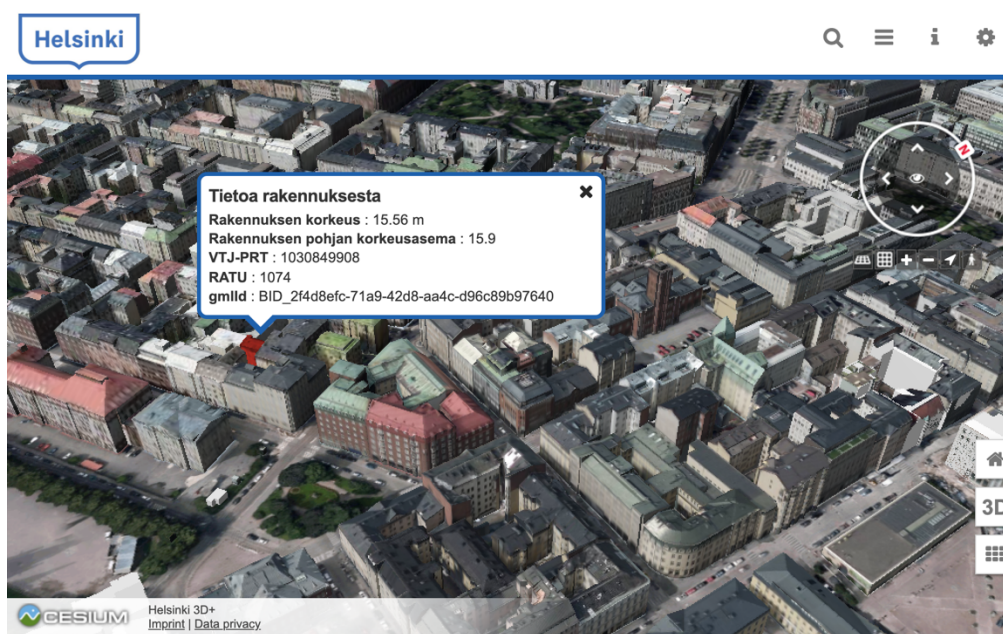 Helsinki
N
Tietoa rakennuksesta
Rakennuksen korkeus : 15.56 m
Rakennuksen pohjan korkeusasema : 15.9
VTJ-PRT : 1030849908
RATU : 1074
gmlId : BID_2f4d8efc-71a9-42d8-aa4c-d96c89b97640
3D
CESIUM
Helsinki 3D+
Imprint | Data privacy